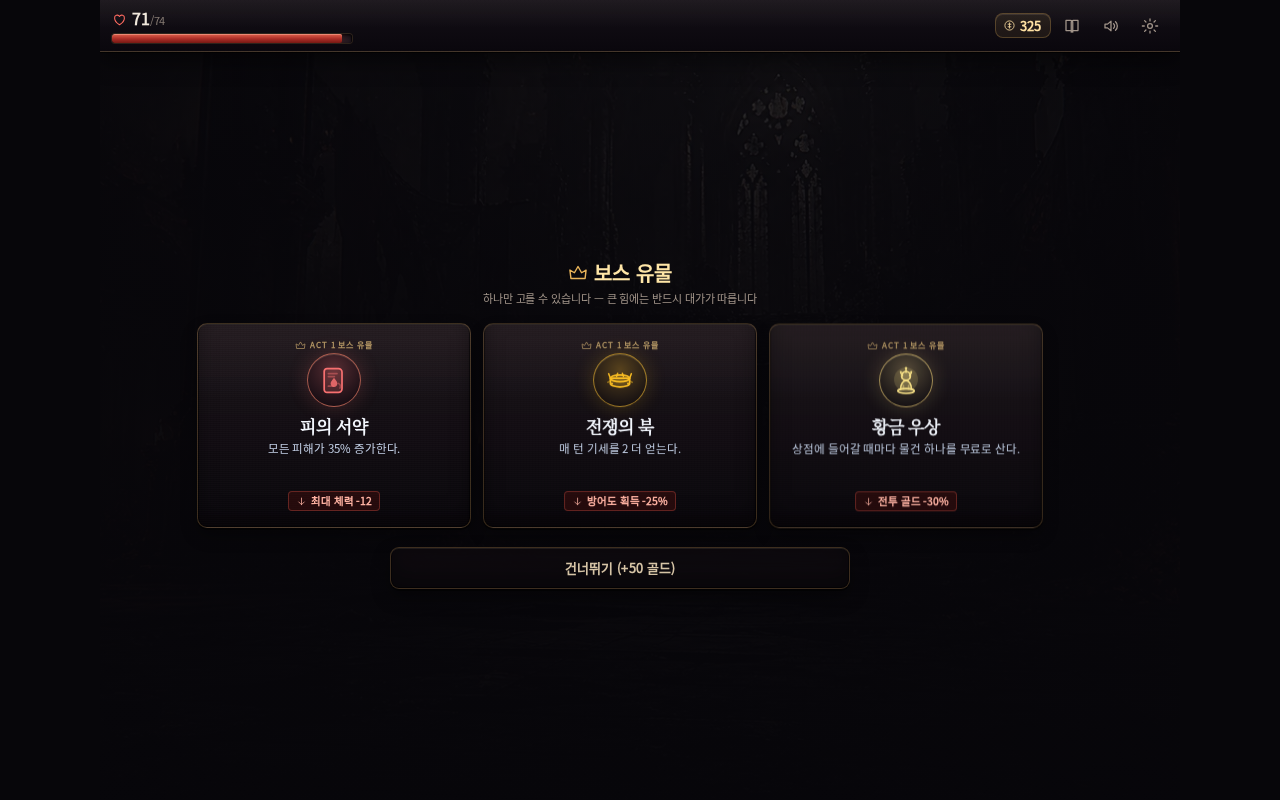 71/74
325
보스 유물
하나만 고를 수 있습니다 — 큰 힘에는 반드시 대가가 따릅니다
ACT 1 보스 유물
피의 서약
모든 피해가 35% 증가한다.
↓ 최대 체력 -12
ACT 1 보스 유물
전쟁의 북
매 턴 기세를 2 더 얻는다.
↓ 방어도 획득 -25%
ACT 1 보스 유물
황금 우상
상점에 들어갈 때마다 물건 하나를 무료로 산다.
↓ 전투 골드 -30%
건너뛰기 (+50 골드)